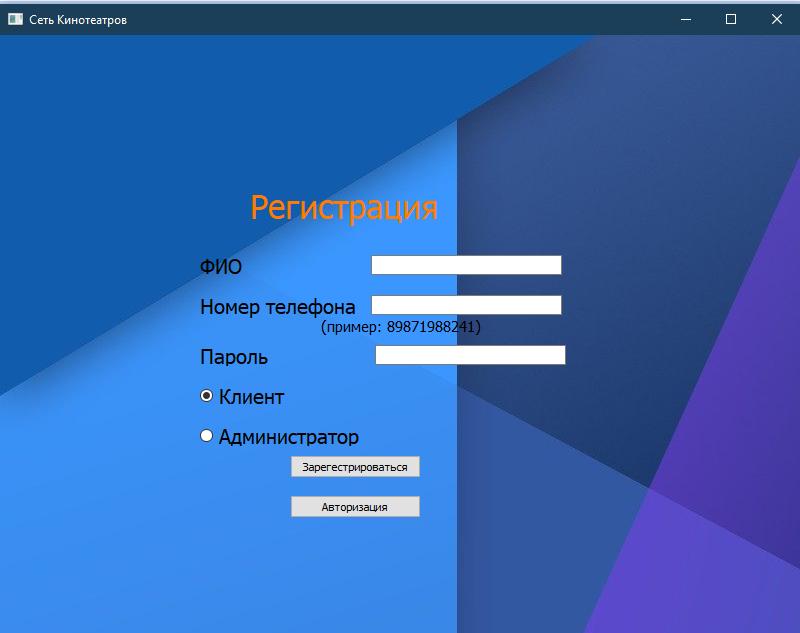 Сеть Кинотеатров
Регистрация
ФИО
Номер телефона
(пример: 89871988241)
Пароль
Клиент
Администратор
Зарегестрироваться
Авторизация